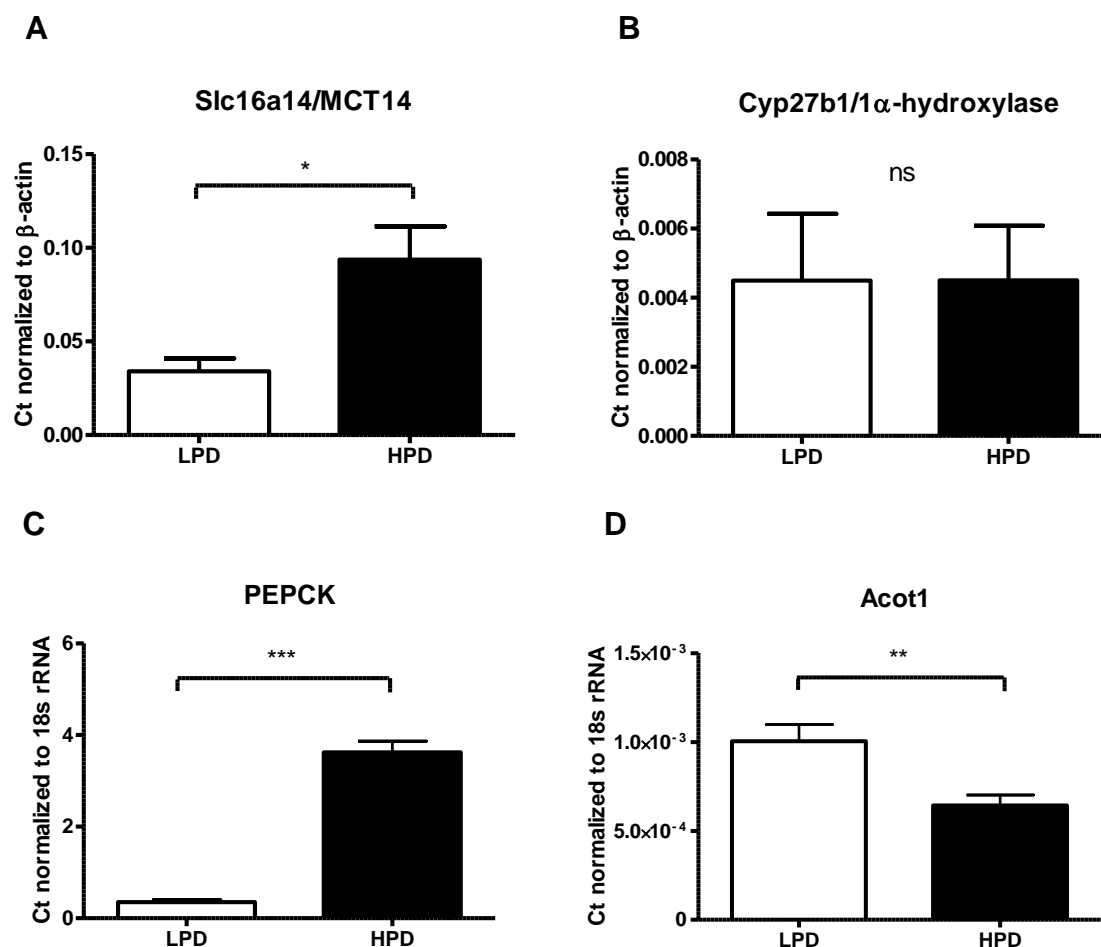 A
Slc16a14/MCT14
Ct normalized to β-actin
0.15
0.10
0.05
0.00
*
LPD
HPD
B
Cyp27b1/1α-hydroxylase
Ct normalized to β-actin
0.008
0.006
0.004
0.002
0.000
ns
LPD
HPD
C
PEPCK
Ct normalized to 18s rRNA
6
4
2
0
***
LPD
HPD
D
Acot1
Ct normalized to 18s rRNA
1.5×10⁻³
1.0×10⁻³
5.0×10⁻⁴
0
**
LPD
HPD